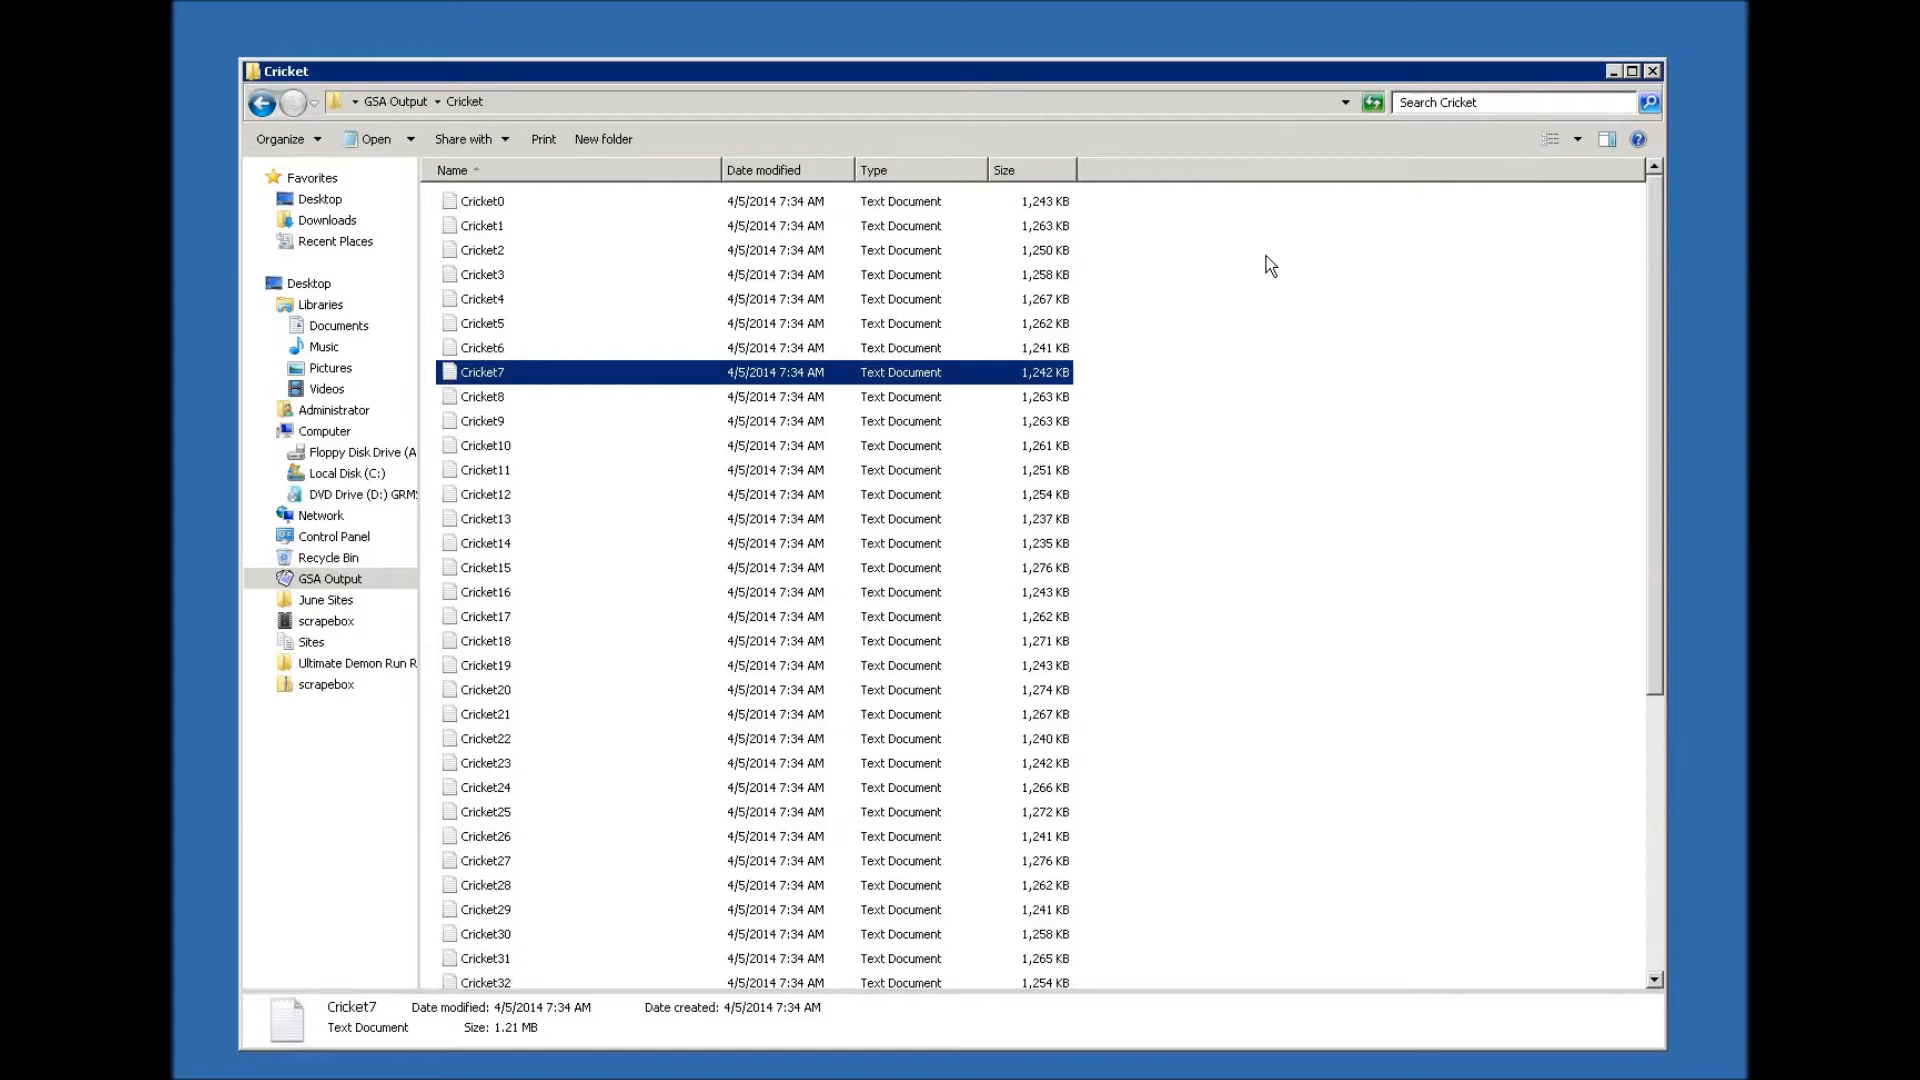 Cricket
GSA Output Cricket
Search Cricket
Organize Open Share with Print New folder
Favorites
Desktop
Downloads
Recent Places
Desktop
Libraries
Documents
Music
Pictures
Videos
Administrator
Computer
Floppy Disk Drive (A
Local Disk (C:)
DVD Drive (D:) GRM
Network
Control Panel
Recycle Bin
GSA Output
June Sites
scrapebox
Sites
Ultimate Demon Run R
scrapebox
Name Date modified Type Size
Cricket0 4/5/2014 7:34 AM Text Document 1,243 KB
Cricket1 4/5/2014 7:34 AM Text Document 1,263 KB
Cricket2 4/5/2014 7:34 AM Text Document 1,250 KB
Cricket3 4/5/2014 7:34 AM Text Document 1,258 KB
Cricket4 4/5/2014 7:34 AM Text Document 1,267 KB
Cricket5 4/5/2014 7:34 AM Text Document 1,262 KB
Cricket6 4/5/2014 7:34 AM Text Document 1,241 KB
Cricket7 4/5/2014 7:34 AM Text Document 1,242 KB
Cricket8 4/5/2014 7:34 AM Text Document 1,263 KB
Cricket9 4/5/2014 7:34 AM Text Document 1,263 KB
Cricket10 4/5/2014 7:34 AM Text Document 1,261 KB
Cricket11 4/5/2014 7:34 AM Text Document 1,251 KB
Cricket12 4/5/2014 7:34 AM Text Document 1,254 KB
Cricket13 4/5/2014 7:34 AM Text Document 1,237 KB
Cricket14 4/5/2014 7:34 AM Text Document 1,235 KB
Cricket15 4/5/2014 7:34 AM Text Document 1,276 KB
Cricket16 4/5/2014 7:34 AM Text Document 1,243 KB
Cricket17 4/5/2014 7:34 AM Text Document 1,262 KB
Cricket18 4/5/2014 7:34 AM Text Document 1,271 KB
Cricket19 4/5/2014 7:34 AM Text Document 1,243 KB
Cricket20 4/5/2014 7:34 AM Text Document 1,274 KB
Cricket21 4/5/2014 7:34 AM Text Document 1,267 KB
Cricket22 4/5/2014 7:34 AM Text Document 1,240 KB
Cricket23 4/5/2014 7:34 AM Text Document 1,242 KB
Cricket24 4/5/2014 7:34 AM Text Document 1,266 KB
Cricket25 4/5/2014 7:34 AM Text Document 1,272 KB
Cricket26 4/5/2014 7:34 AM Text Document 1,241 KB
Cricket27 4/5/2014 7:34 AM Text Document 1,276 KB
Cricket28 4/5/2014 7:34 AM Text Document 1,262 KB
Cricket29 4/5/2014 7:34 AM Text Document 1,241 KB
Cricket30 4/5/2014 7:34 AM Text Document 1,258 KB
Cricket31 4/5/2014 7:34 AM Text Document 1,265 KB
Cricket32 4/5/2014 7:34 AM Text Document 1,254 KB
Cricket7 Date modified: 4/5/2014 7:34 AM Date created: 4/5/2014 7:34 AM
Text Document Size: 1.21 MB